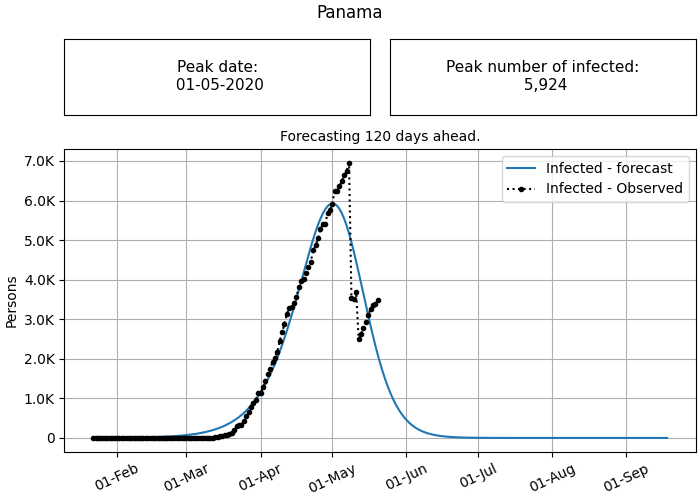 Panama
Peak date:
01-05-2020
Peak number of infected:
5,924
Forecasting 120 days ahead.
7.0K
6.0K
5.0K
4.0K
3.0K
2.0K
1.0K
0
Persons
Infected - forecast
Infected - Observed
01-Feb
01-Mar
01-Apr
01-May
01-Jun
01-Jul
01-Aug
01-Sep